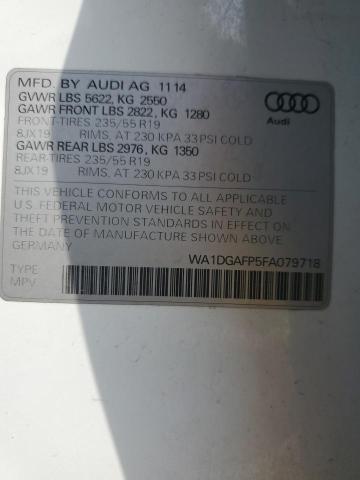 MFD. BY AUDI AG 11 14
GVWR LBS 5622, KG 2550
GAWR FRONT LBS 2822, KG 1280
FRONT-TIRES 235/55 R19
8JX19 RIMS. AT 230 KPA 33 PSI COLD
GAWR REAR LBS 2976, KG 1350
REAR-TIRES 235/55 R19
8JX19 RIMS. AT 230 KPA 33 PSI COLD
Audi
THIS VEHICLE CONFORMS TO ALL APPLICABLE
U.S. FEDERAL MOTOR VEHICLE SAFETY AND
THEFT PREVENTION STANDARDS IN EFFECT ON
THE DATE OF MANUFACTURE SHOWN ABOVE.
GERMANY
WA1DGAFP5FA079718
TYPE
MPV